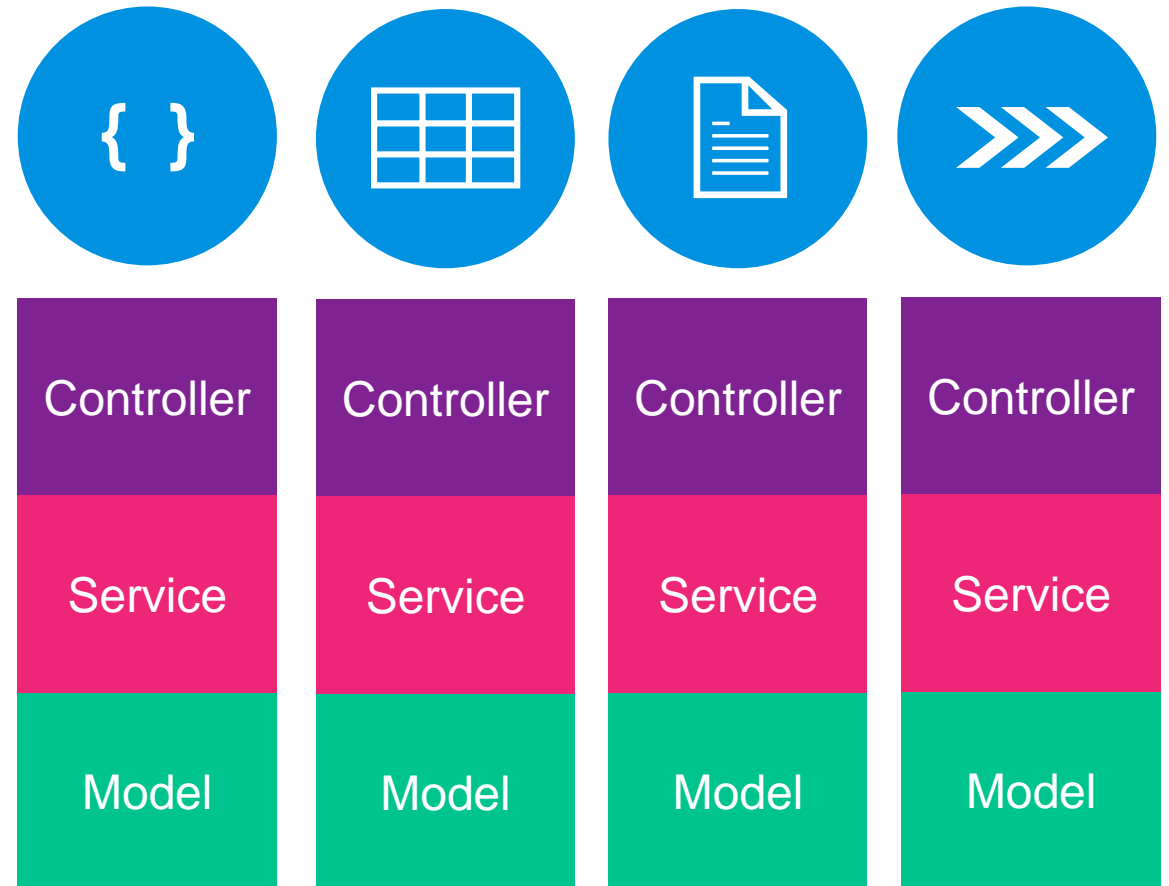 { }
Controller Controller Controller Controller
Service Service Service Service
Model Model Model Model